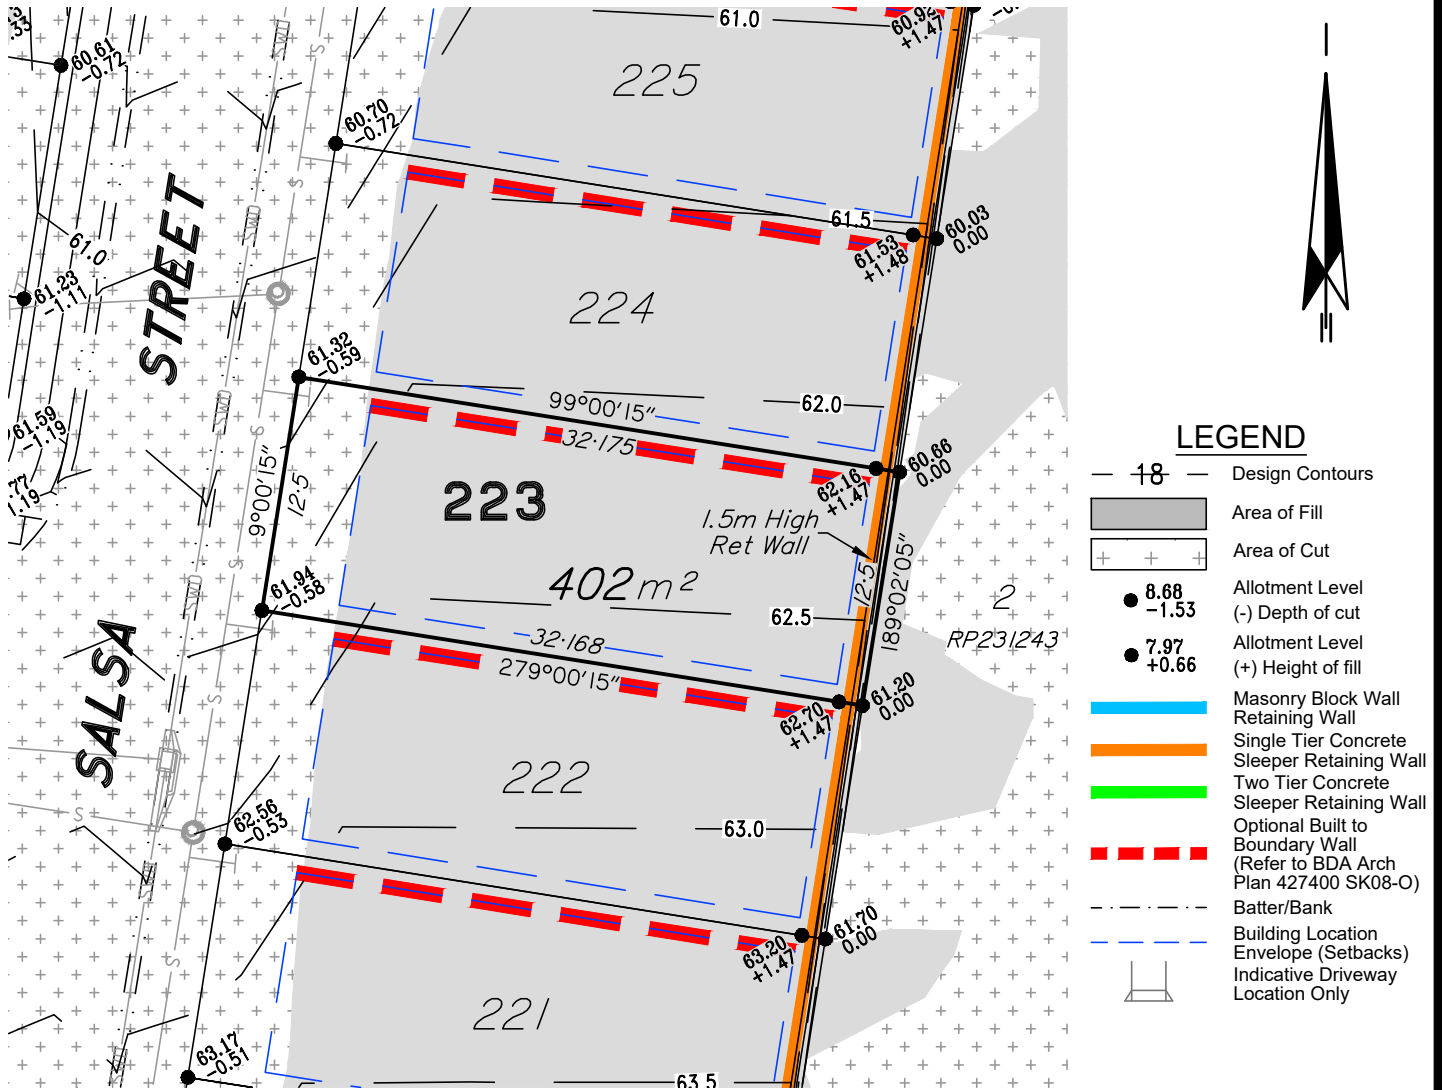 .33
60.61
-0.72
61.0
60.92
+1.47
225
60.70
-0.72
SWD
S
STREET
61.0
61.23
-1.11
61.5
61.53
+1.48
60.03
0.00
224
61.32
-0.59
62.0
99°00'15"
32·175
61.59
-1.19
.77
1.19
9°00'15"
12·5
223
62.16
+1.47
60.66
0.00
1.5m High
Ret Wall
402m²
12·5
189°02'05"
2
RP231243
61.94
-0.58
62.5
32·168
279°00'15"
62.70
+1.47
61.20
0.00
SALSA
222
62.56
-0.53
63.0
63.20
+1.47
61.70
0.00
221
63.17
-0.51
63.5
LEGEND
18 Design Contours
Area of Fill
Area of Cut
8.68 Allotment Level
-1.53 (-) Depth of cut
7.97 Allotment Level
+0.66 (+) Height of fill
Masonry Block Wall
Retaining Wall
Single Tier Concrete
Sleeper Retaining Wall
Two Tier Concrete
Sleeper Retaining Wall
Optional Built to
Boundary Wall
(Refer to BDA Arch
Plan 427400 SK08-O)
Batter/Bank
Building Location
Envelope (Setbacks)
Indicative Driveway
Location Only